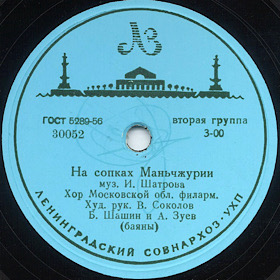 ЛЗ
ГОСТ 5289-56
вторая группа
30052
3-00
На сопках Маньчжурии
муз. И. Шатрова
Хор Московской обл. филарм.
Худ. рук. В. Соколов
Б. Шашин и А. Зуев
(баяны)
ЛЕНИНГРАДСКИЙ СОВНАРХОЗ·УХП